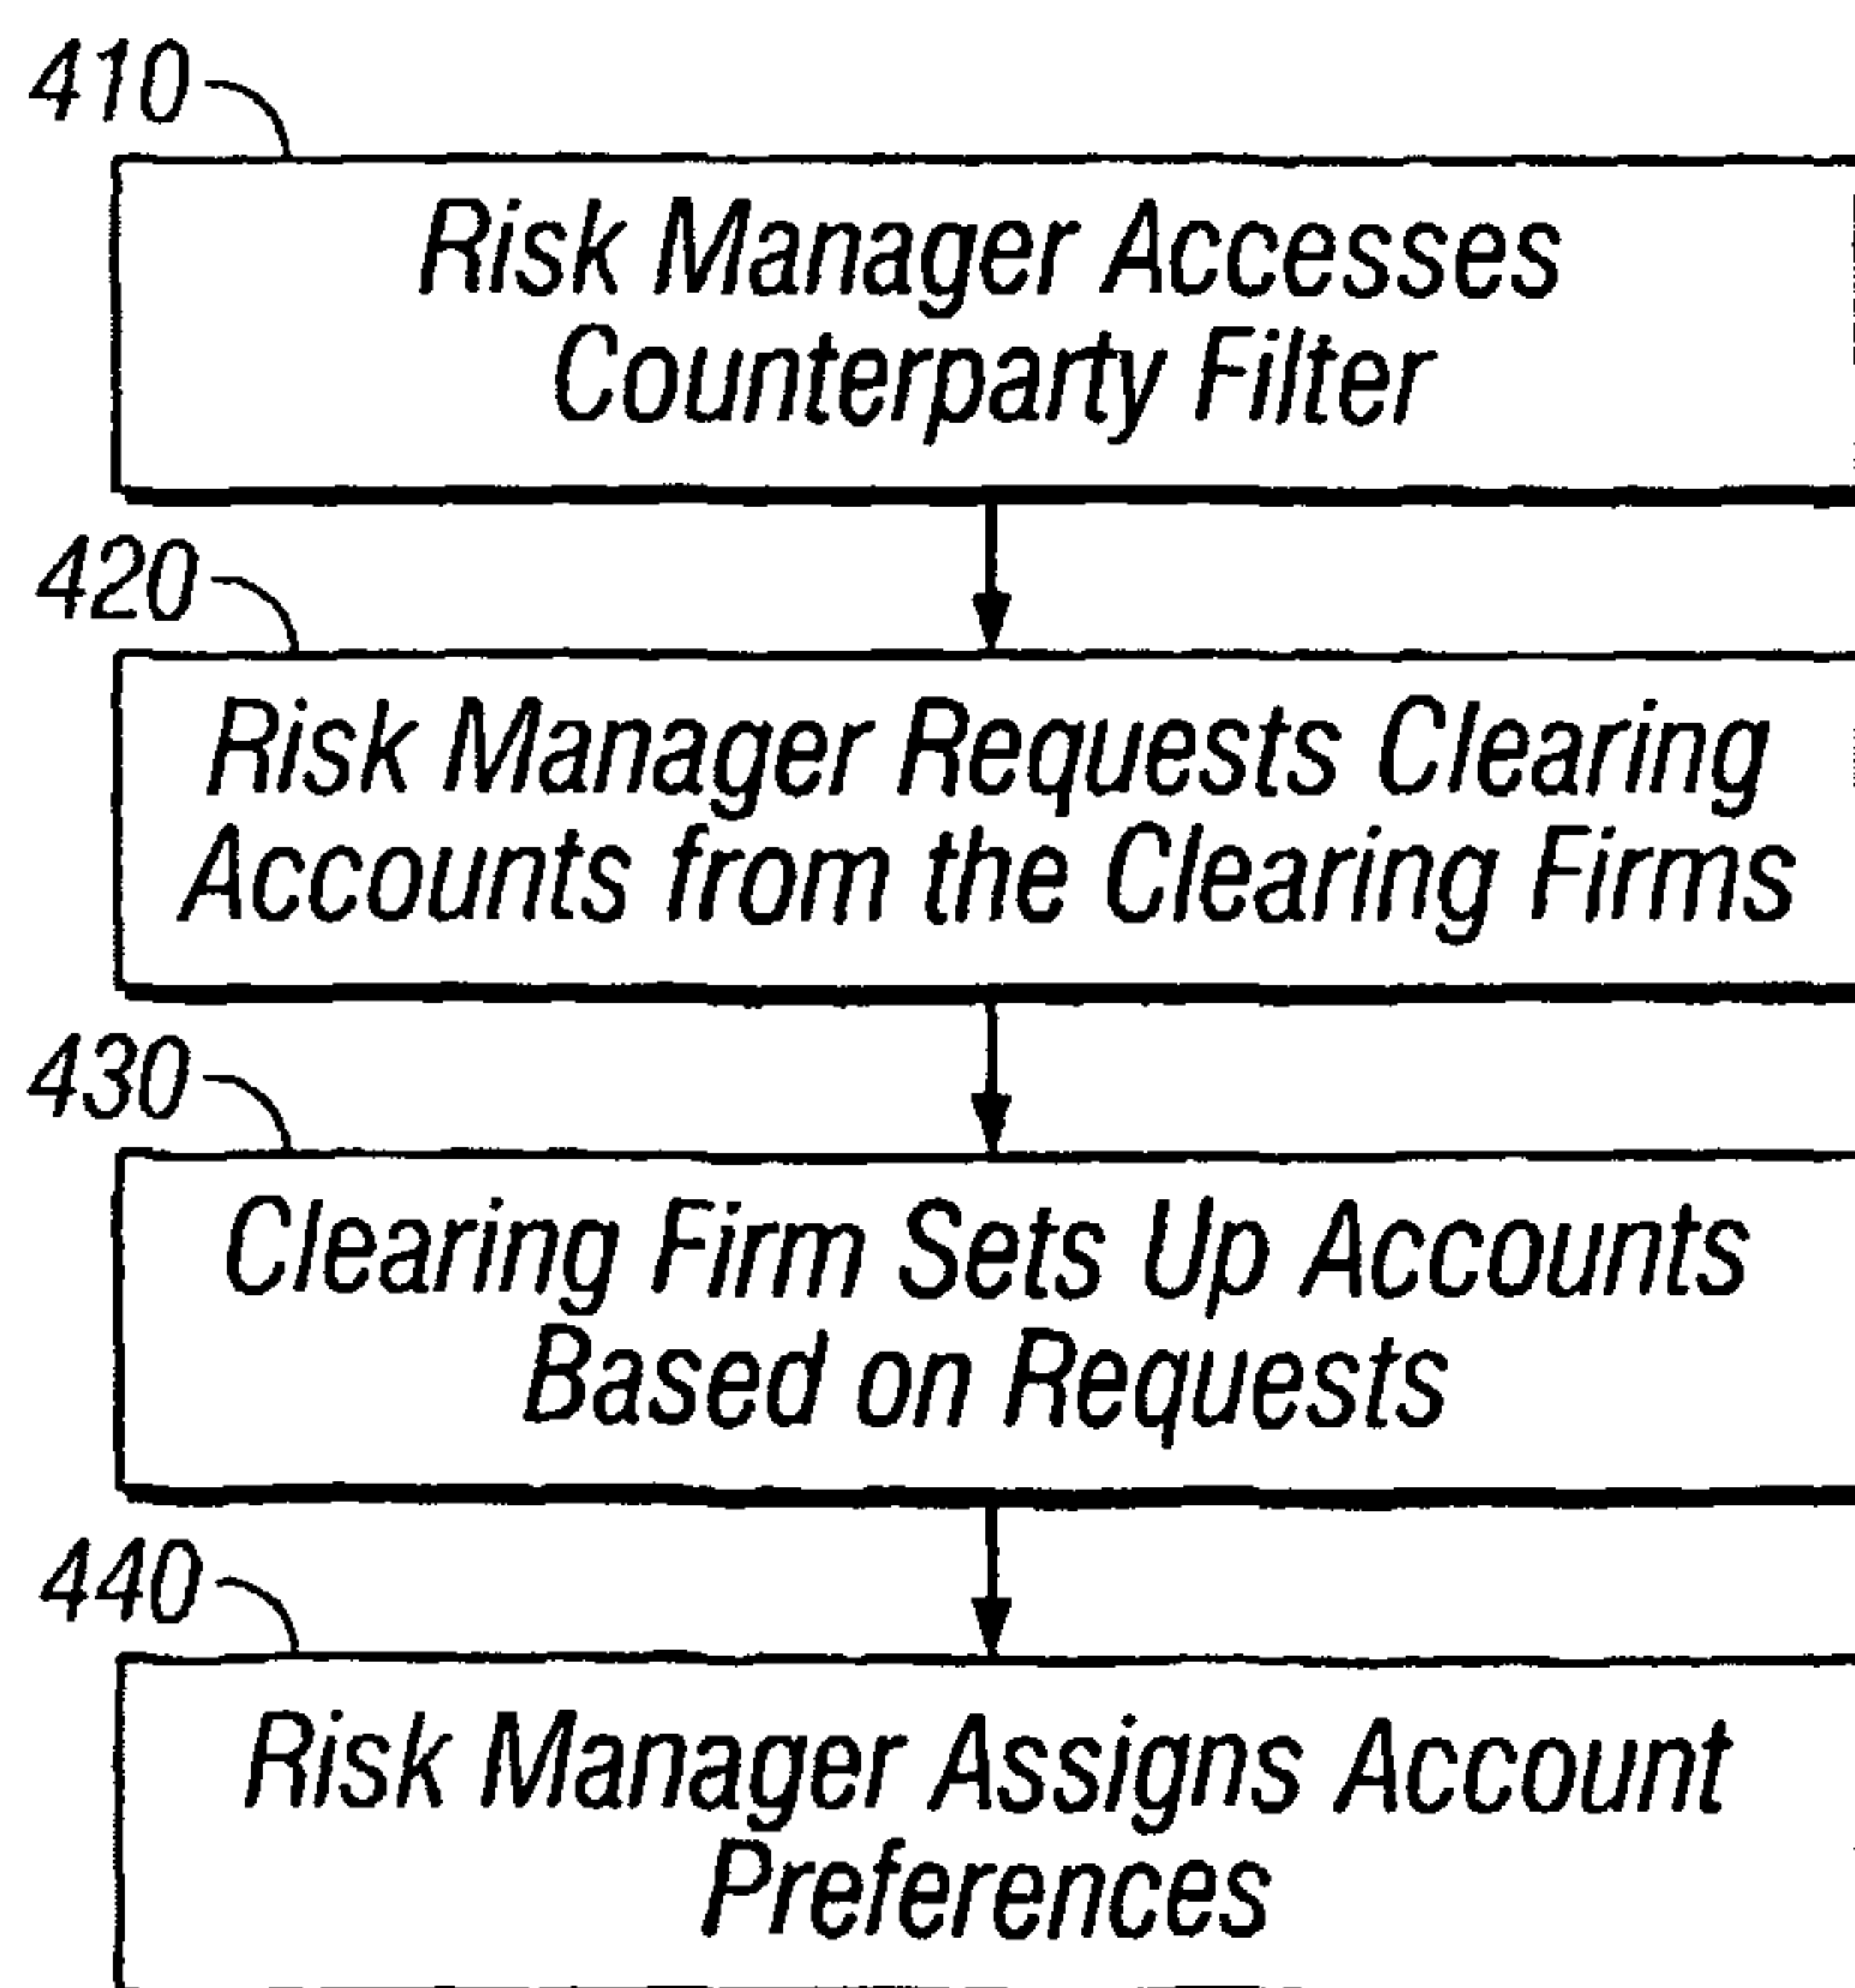 410
Risk Manager Accesses
Counterparty Filter
420
Risk Manager Requests Clearing
Accounts from the Clearing Firms
430
Clearing Firm Sets Up Accounts
Based on Requests
440
Risk Manager Assigns Account
Preferences